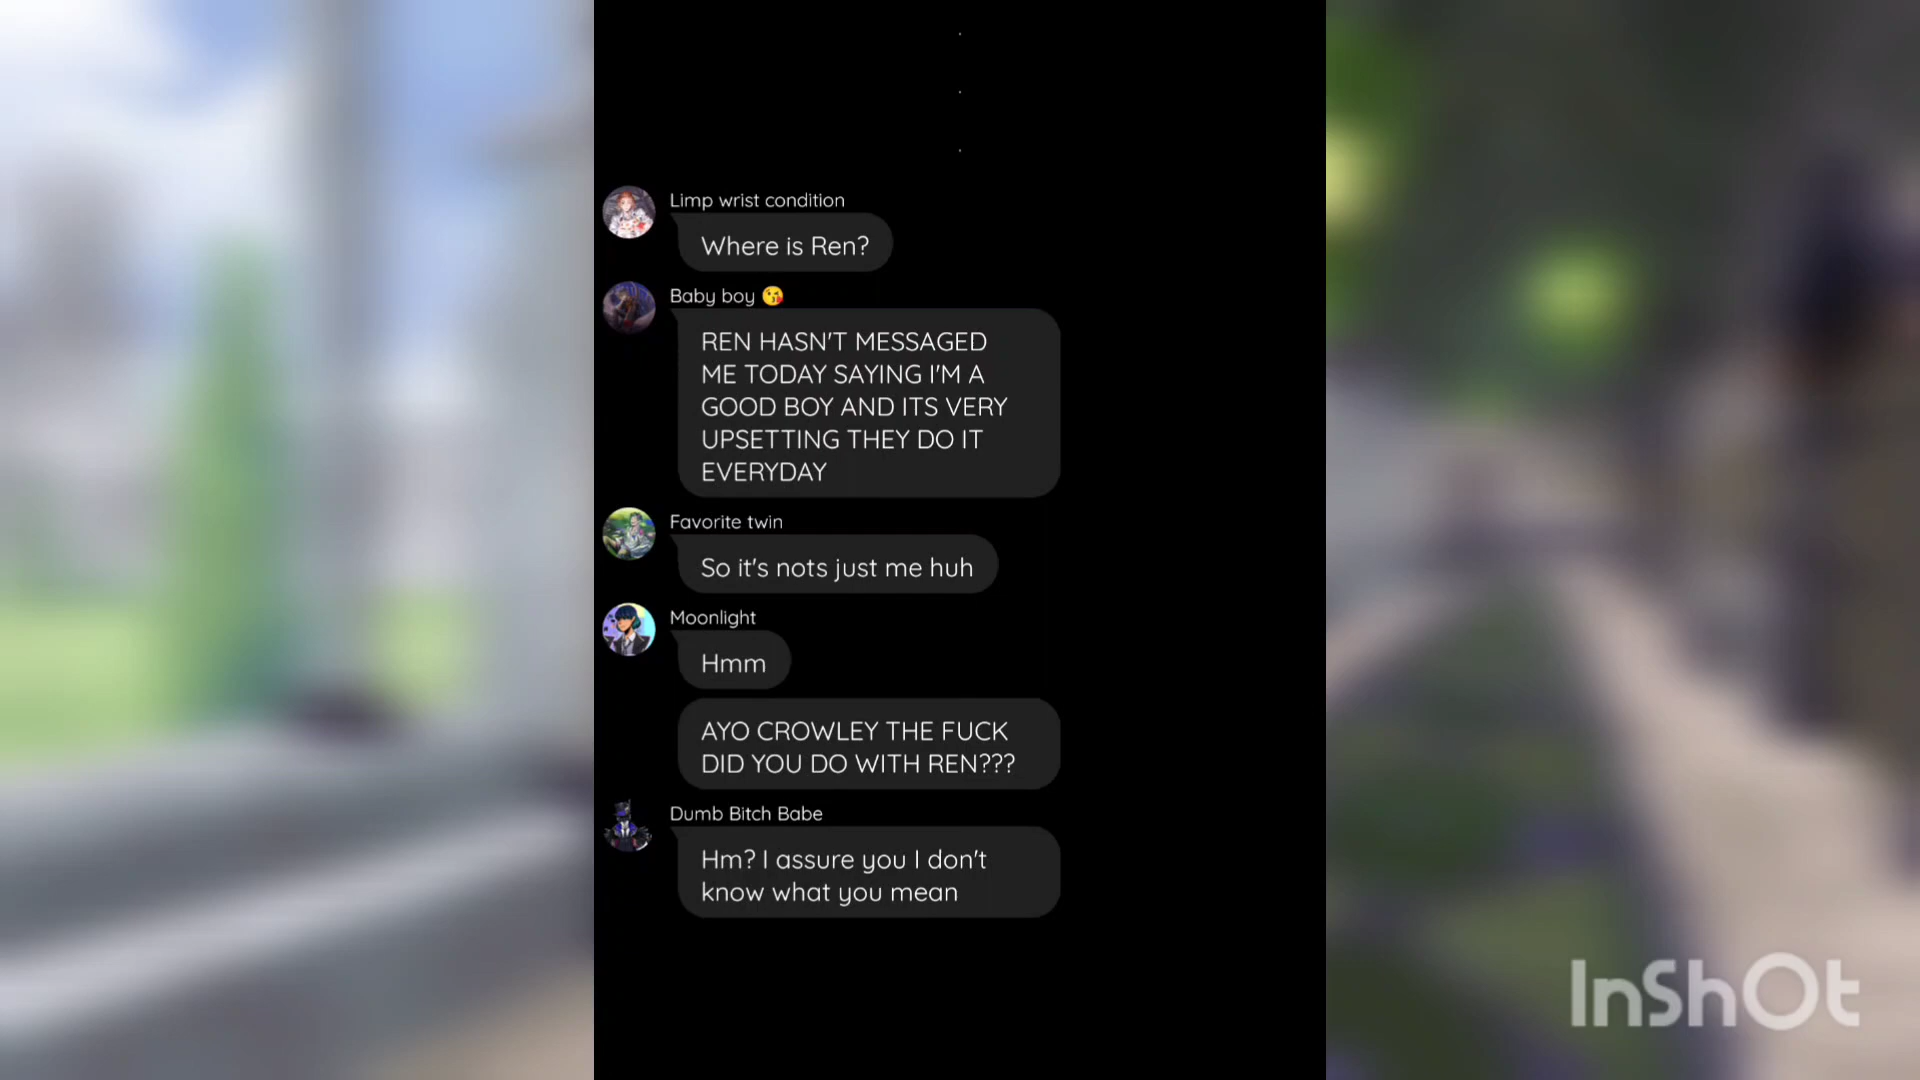 Limp wrist condition
Where is Ren?
Baby boy 😘
REN HASN'T MESSAGED
ME TODAY SAYING I'M A
GOOD BOY AND ITS VERY
UPSETTING THEY DO IT
EVERYDAY
Favorite twin
So it's nots just me huh
Moonlight
Hmm
AYO CROWLEY THE FUCK
DID YOU DO WITH REN???
Dumb Bitch Babe
Hm? I assure you I don't
know what you mean
InShOt